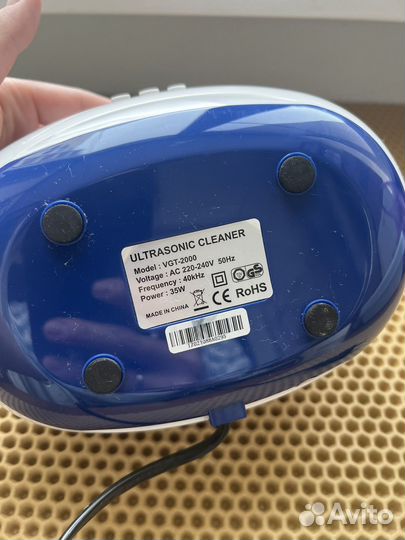 ULTRASONIC CLEANER
Model : VGT-2000
Voltage : AC 220-240V 50Hz
Frequency : 40kHz
Power : 35W
GS
MADE IN CHINA
CE RoHS
Avito